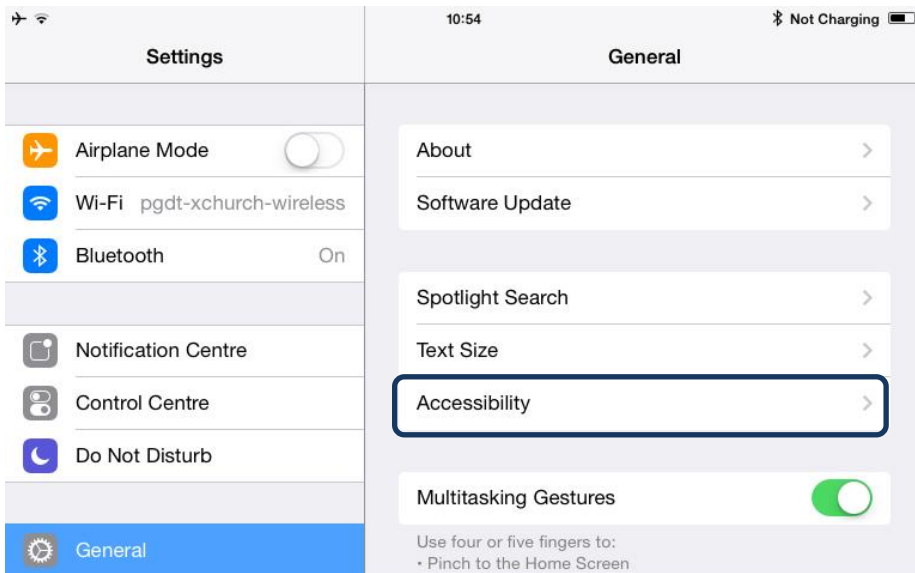 10:54
Not Charging
Settings
General
Airplane Mode
Wi-Fi pgdt-xchurch-wireless
Bluetooth On
Notification Centre
Control Centre
Do Not Disturb
General
About
Software Update
Spotlight Search
Text Size
Accessibility
Multitasking Gestures
Use four or five fingers to:
• Pinch to the Home Screen